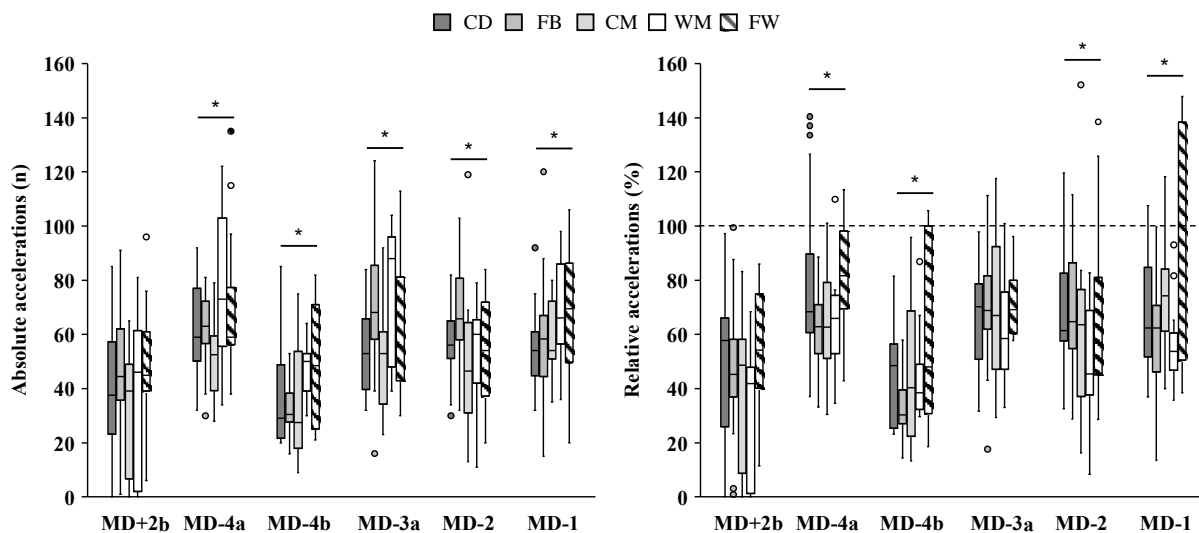 CD FB CM WM FW
Absolute accelerations (n)
160
140
120
100
80
60
40
20
0
* * * * *
MD+2b MD-4a MD-4b MD-3a MD-2 MD-1
Relative accelerations (%)
160
140
120
100
80
60
40
20
0
* * * *
MD+2b MD-4a MD-4b MD-3a MD-2 MD-1